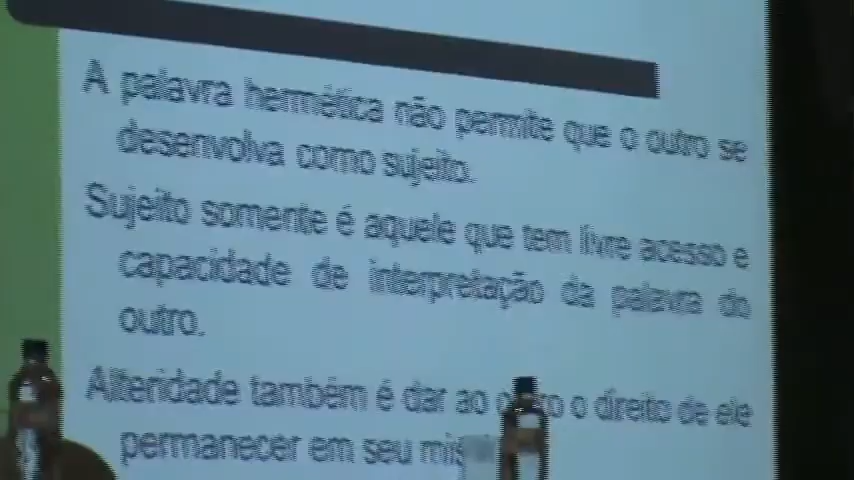 A palavra hermética não permite que o outro se
desenvolva como sujeito.
Sujeito somente é aquele que tem livre acesso e
capacidade de interpretação da palavra do
outro.
Alteridade também é dar ao o direito de ele
permanecer em seu